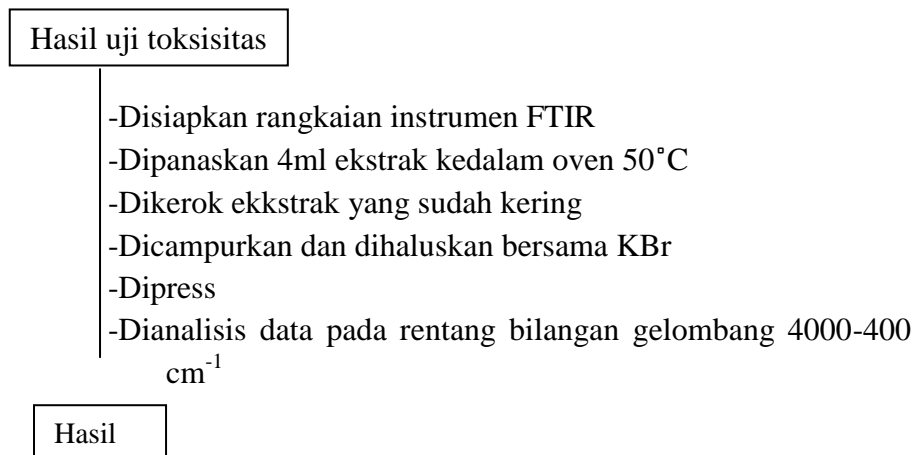 Hasil uji toksisitas
-Disiapkan rangkaian instrumen FTIR
-Dipanaskan 4ml ekstrak kedalam oven 50˚C
-Dikerok ekkstrak yang sudah kering
-Dicampurkan dan dihaluskan bersama KBr
-Dipress
-Dianalisis data pada rentang bilangan gelombang 4000-400
cm⁻¹
Hasil